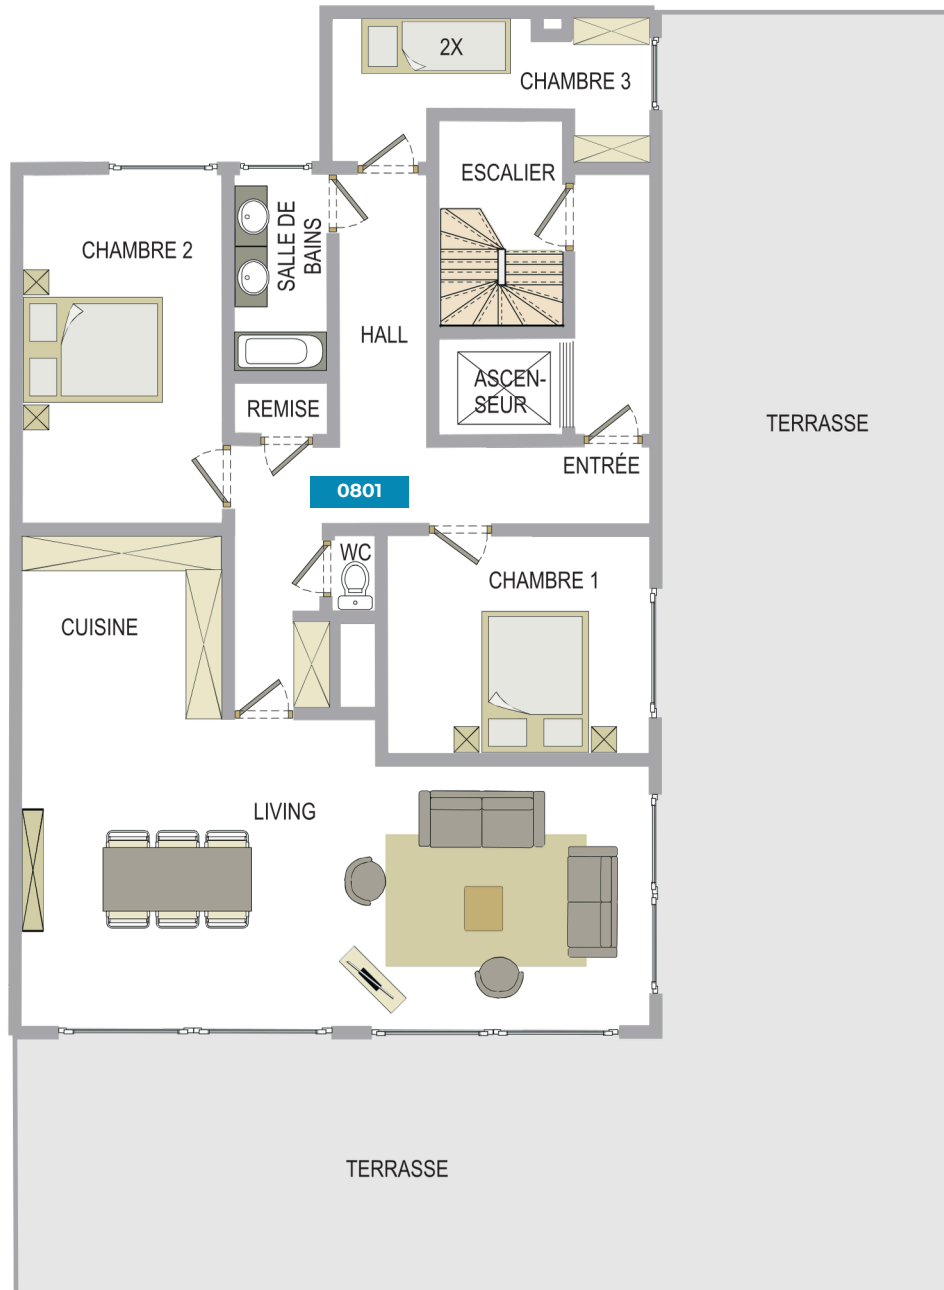 2X
CHAMBRE 3
ESCALIER
CHAMBRE 2
SALLE DE
BAINS
HALL
ASCEN-
SEUR
REMISE
TERRASSE
ENTRÉE
0801
WC
CHAMBRE 1
CUISINE
LIVING
TERRASSE